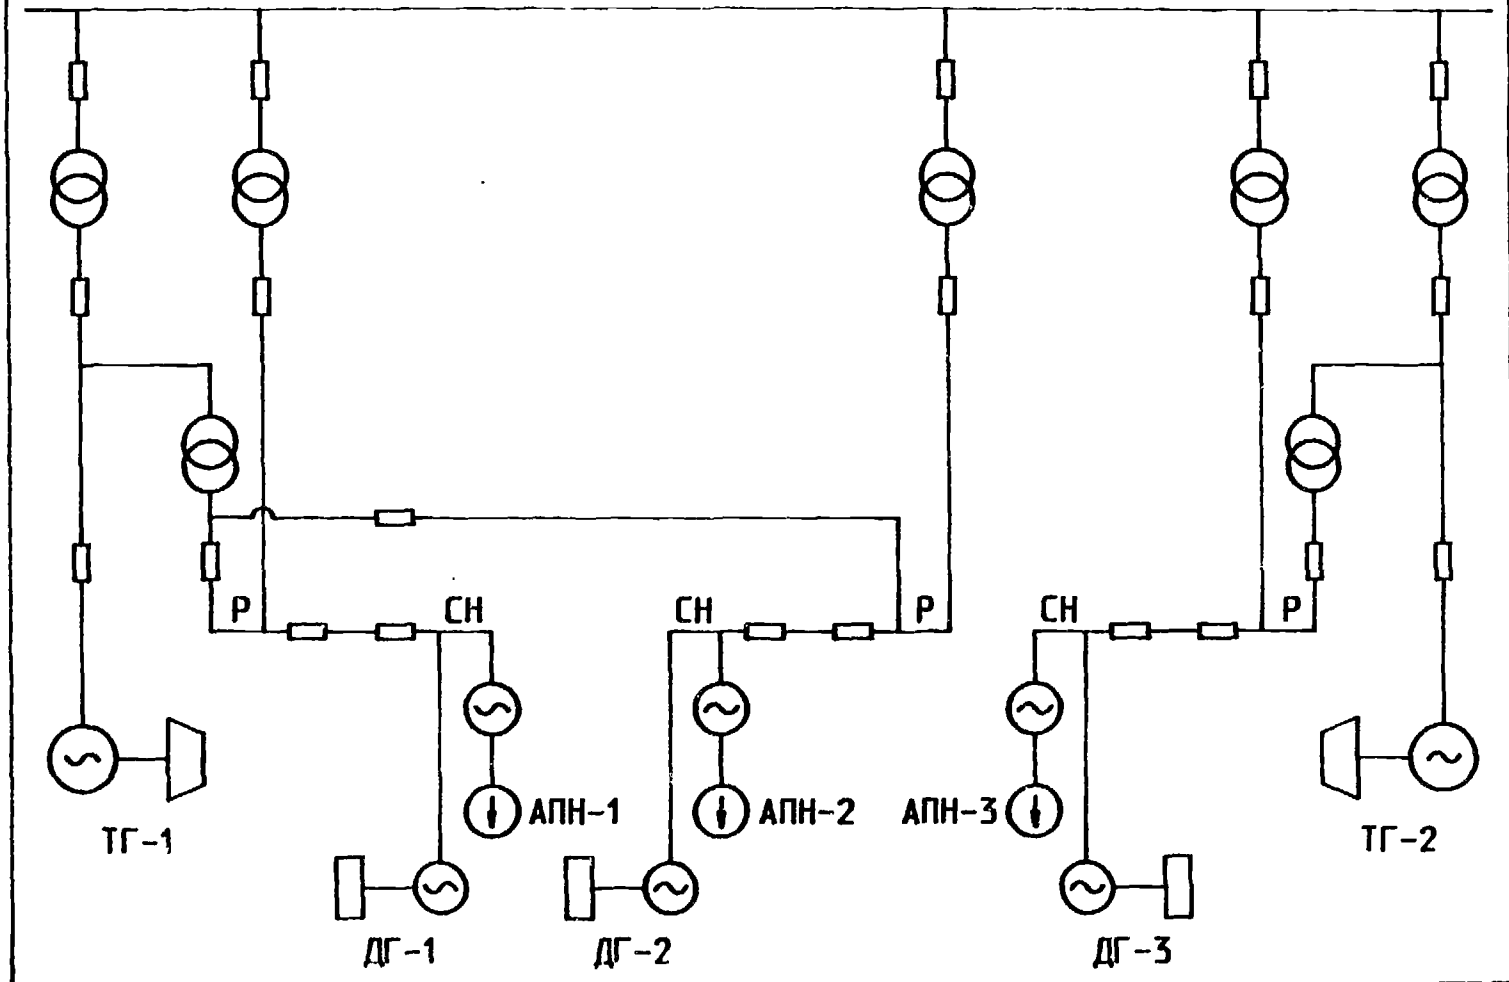 Р СН СН Р СН Р
АПН-1 АПН-2 АПН-3
ТГ-1 ТГ-2
ДГ-1 ДГ-2 ДГ-3